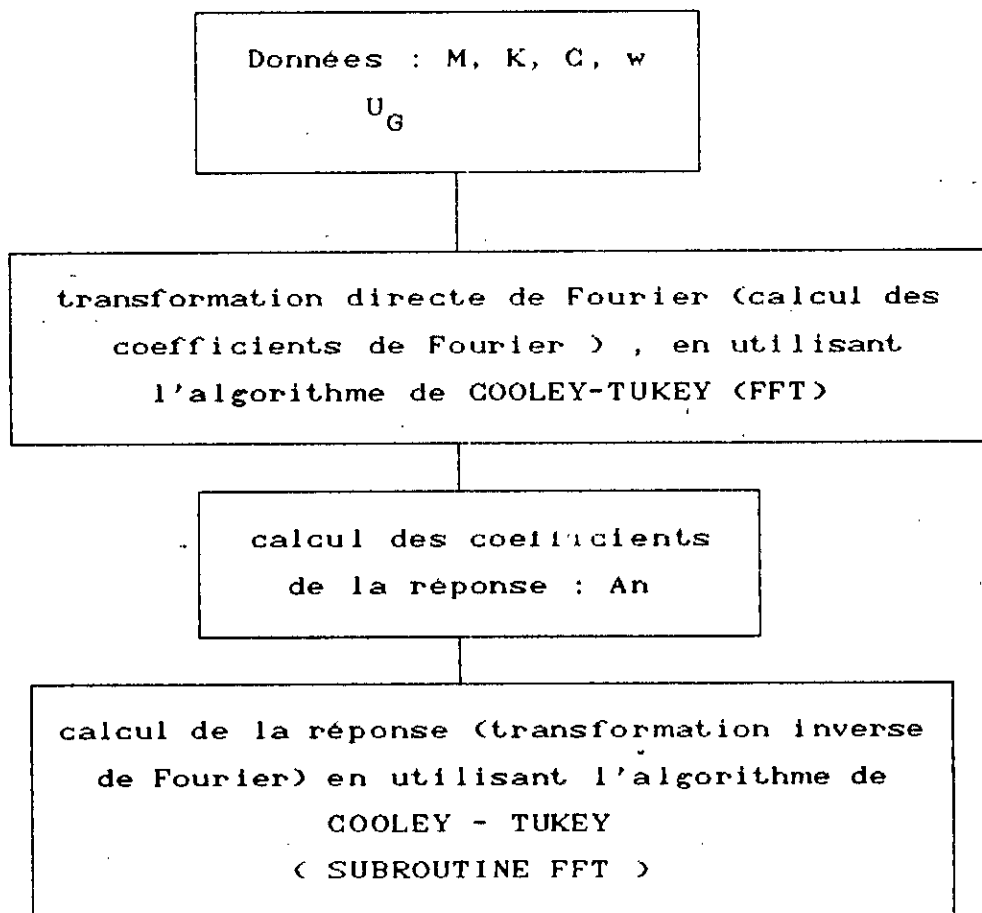 Données : M, K, C, w
U_G
transformation directe de Fourier (calcul des
coefficients de Fourier ) , en utilisant
l'algorithme de COOLEY-TUKEY (FFT)
calcul des coefficients
de la réponse : An
calcul de la réponse (transformation inverse
de Fourier) en utilisant l'algorithme de
COOLEY - TUKEY
( SUBROUTINE FFT )